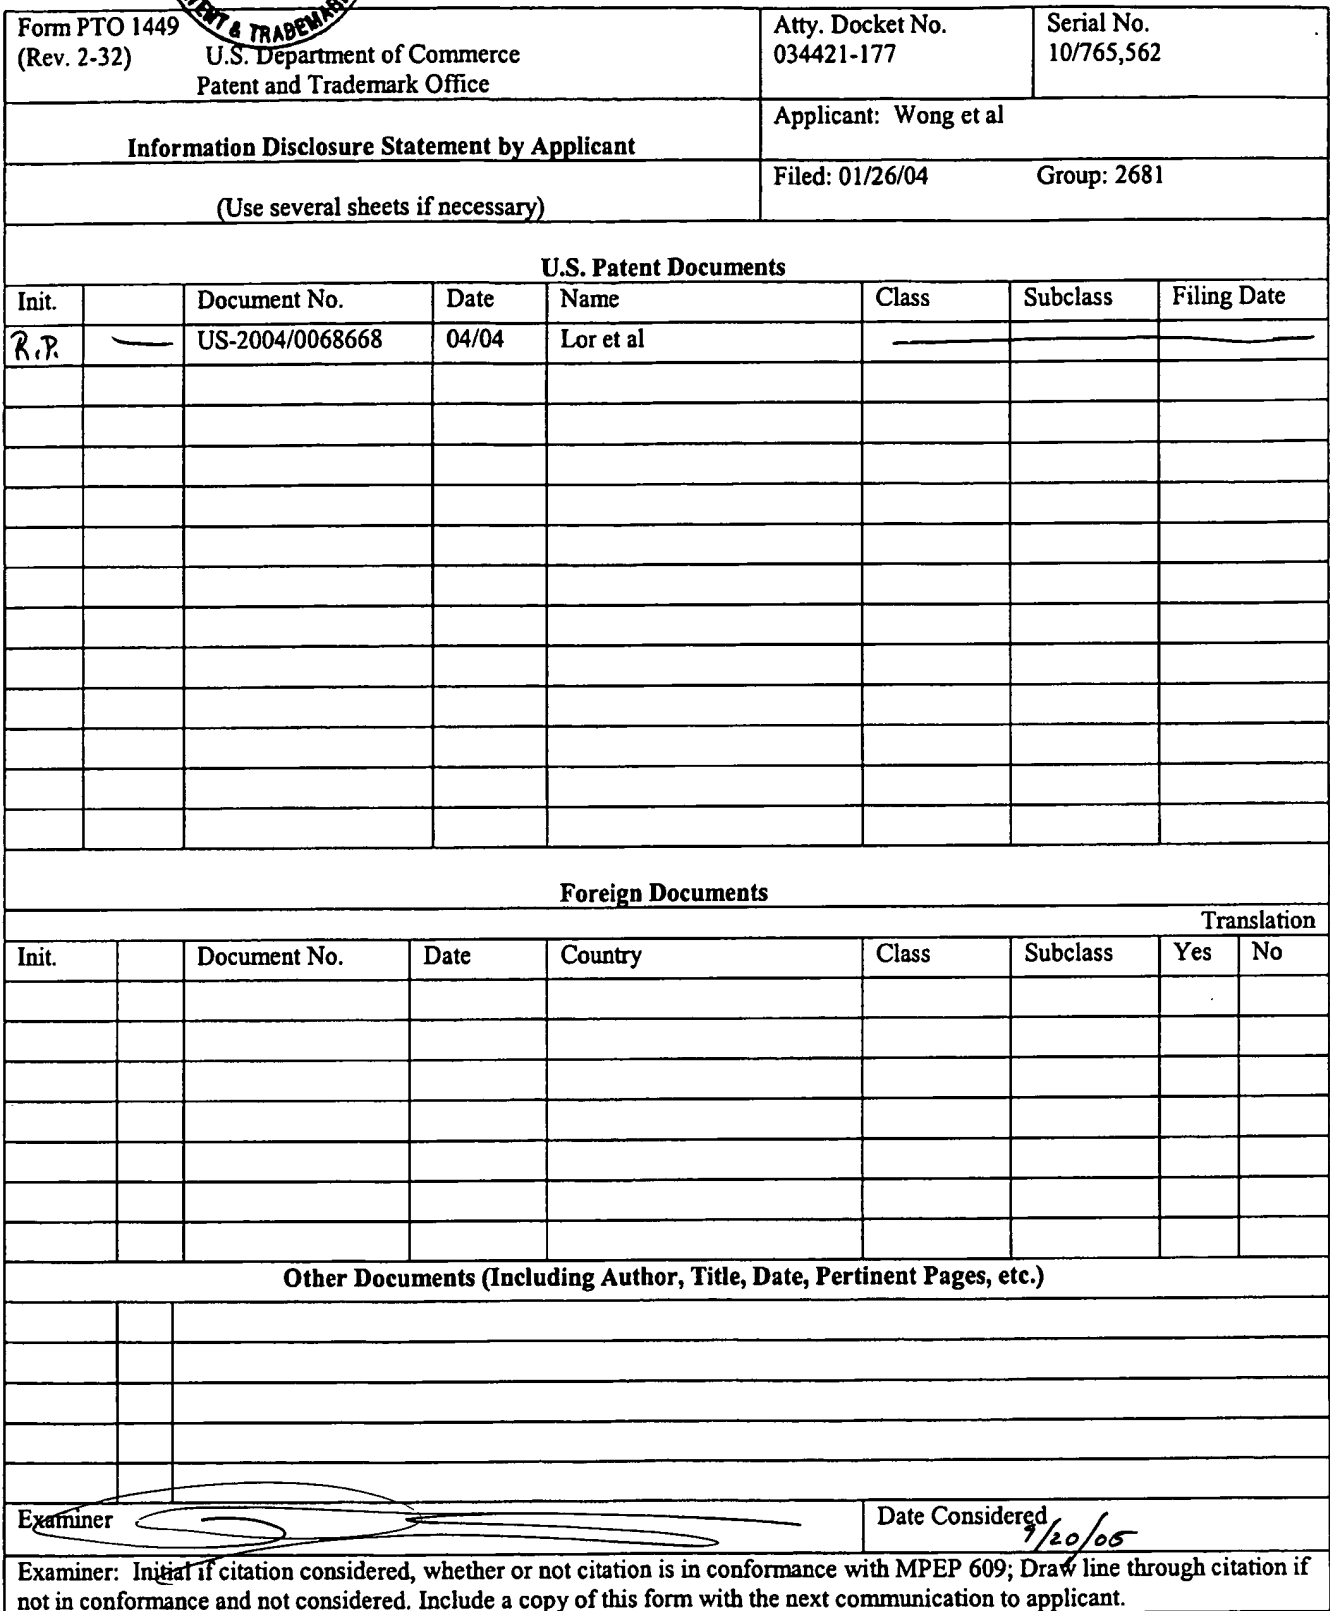 ENT & TRADEMAR
Form PTO 1449 Atty. Docket No. Serial No.
(Rev. 2-32) U.S. Department of Commerce 034421-177 10/765,562
Patent and Trademark Office
Applicant: Wong et al
Information Disclosure Statement by Applicant
Filed: 01/26/04 Group: 2681
(Use several sheets if necessary)
U.S. Patent Documents
Init. Document No. Date Name Class Subclass Filing Date
R.P. US-2004/0068668 04/04 Lor et al
Foreign Documents
Translation
Init. Document No. Date Country Class Subclass Yes No
Other Documents (Including Author, Title, Date, Pertinent Pages, etc.)
Examiner Date Considered
9/20/05
Examiner: Initial if citation considered, whether or not citation is in conformance with MPEP 609; Draw line through citation if
not in conformance and not considered. Include a copy of this form with the next communication to applicant.